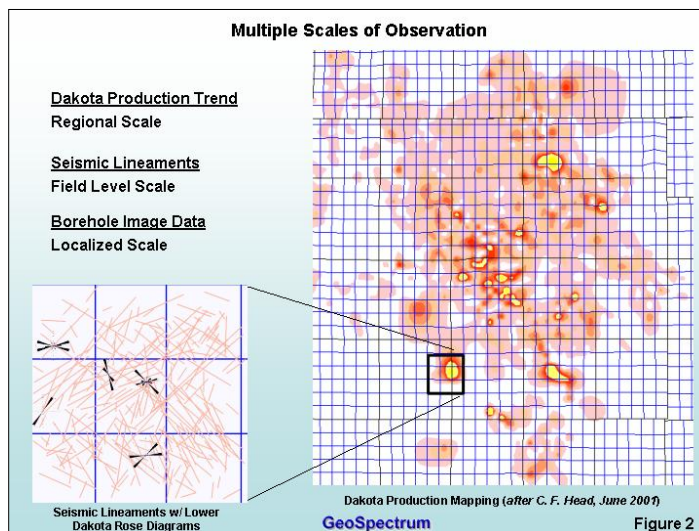 Multiple Scales of Observation
Dakota Production Trend
Regional Scale
Seismic Lineaments
Field Level Scale
Borehole Image Data
Localized Scale
Seismic Lineaments w/ Lower
Dakota Rose Diagrams
Dakota Production Mapping (after C. F. Head, June 2001)
GeoSpectrum
Figure 2